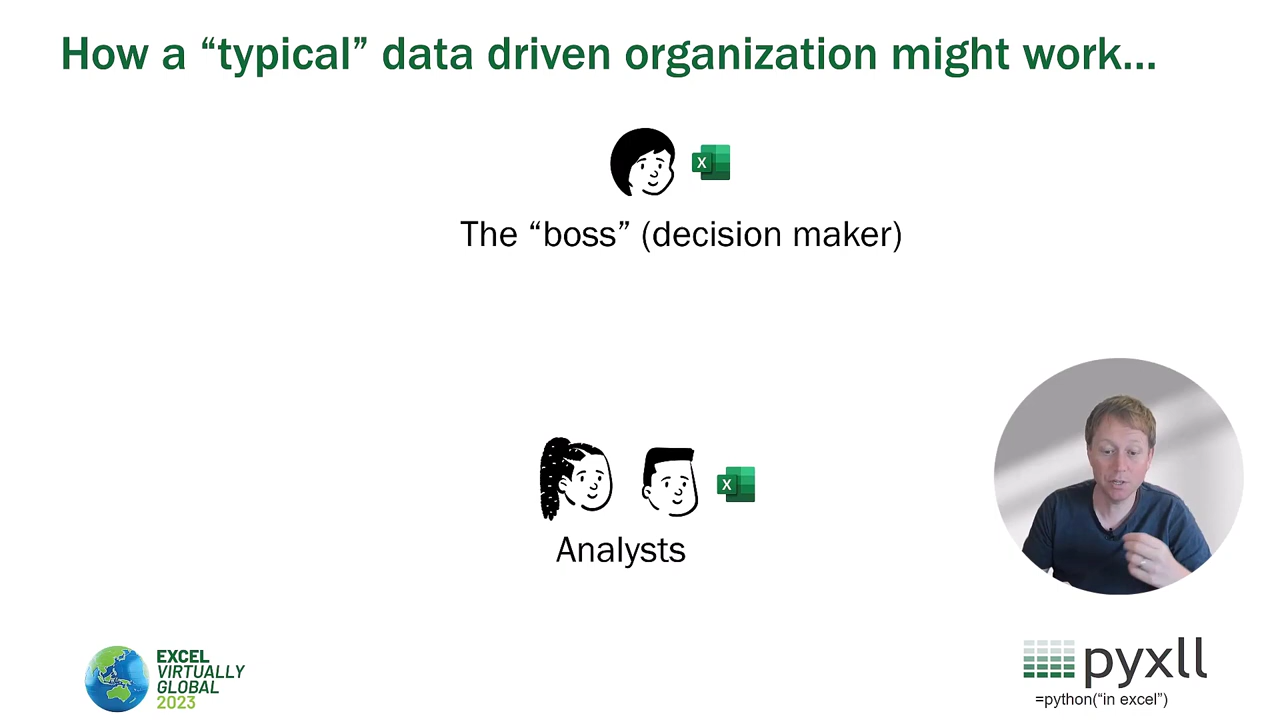 How a “typical” data driven organization might work...
X
The “boss” (decision maker)
X
Analysts
EXCEL
VIRTUALLY
GLOBAL
2023
pyxll
=python(“in excel”)